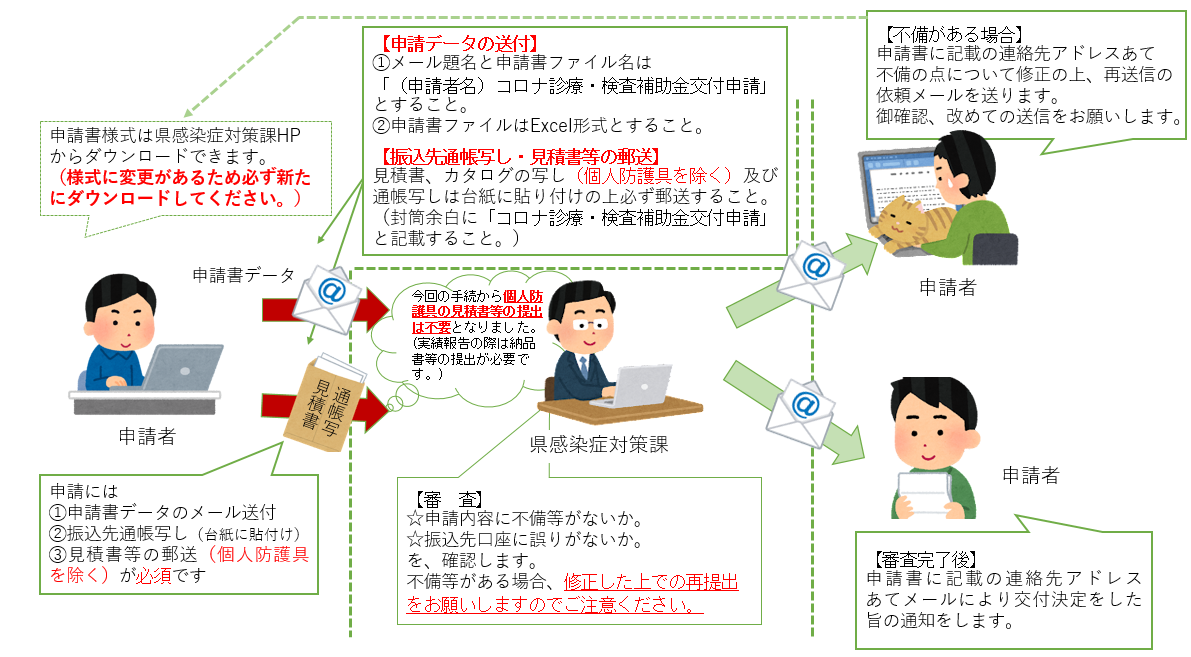 申請書様式は県感染症対策課HP
からダウンロードできます。
（様式に変更があるため必ず新た
にダウンロードしてください。）
【申請データの送付】
①メール題名と申請書ファイル名は
「（申請者名）コロナ診療・検査補助金交付申請」
とすること。
②申請書ファイルはExcel形式とすること。
【振込先通帳写し・見積書等の郵送】
見積書、カタログの写し（個人防護具を除く）及び
通帳写しは台紙に貼り付けの上必ず郵送すること。
（封筒余白に「コロナ診療・検査補助金交付申請」
と記載すること。）
【不備がある場合】
申請書に記載の連絡先アドレスあて
不備の点について修正の上、再送信の
依頼メールを送ります。
御確認、改めての送信をお願いします。
申請者
申請書データ
@
通帳写
見積書
申請者
今回の手続から個人防
護具の見積書等の提出
は不要となりました。
（実績報告の際は納品
書等の提出が必要で
す。）
県感染症対策課
@
@
申請者
申請には
①申請書データのメール送付
②振込先通帳写し（台紙に貼付け）
③見積書等の郵送（個人防護具
を除く）が必須です
【審　査】
☆申請内容に不備等がないか。
☆振込先口座に誤りがないか。
を、確認します。
不備等がある場合、修正した上での再提出
をお願いしますのでご注意ください。
【審査完了後】
申請書に記載の連絡先アドレス
あてメールにより交付決定をした
旨の通知をします。